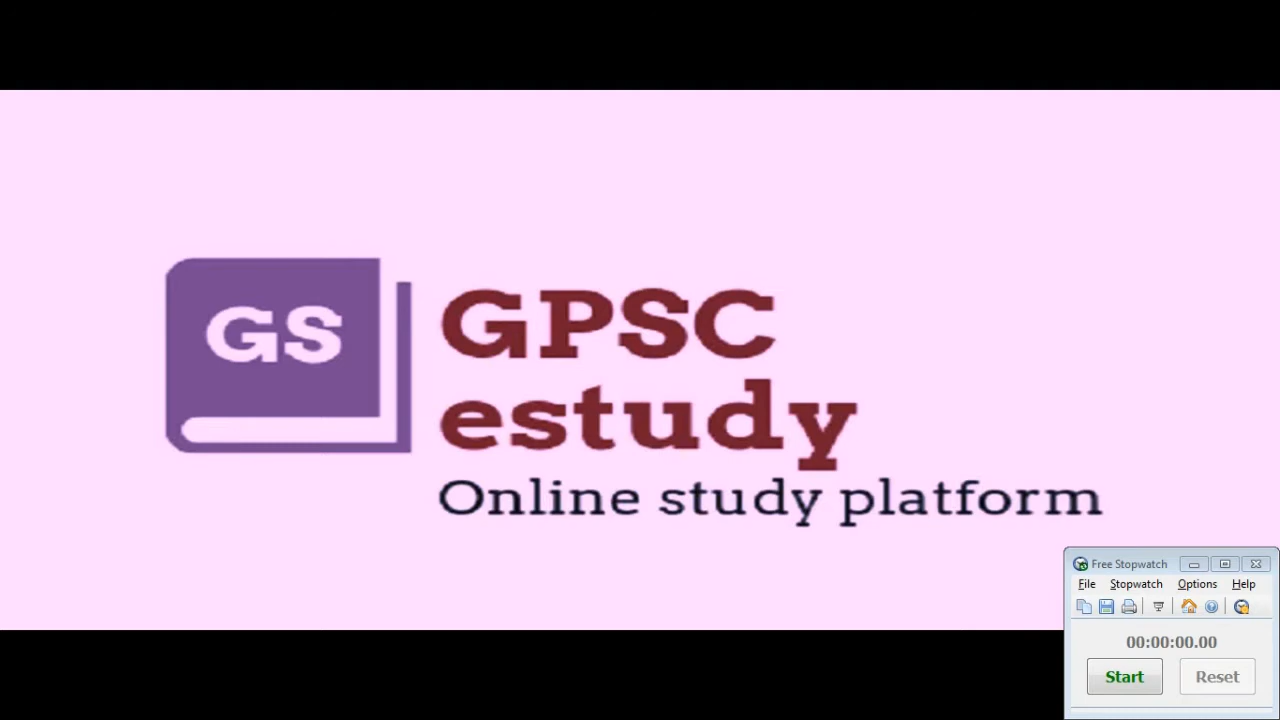 GS
GPSC
estudy
Online study platform
Free Stopwatch
File Stopwatch Options Help
00:00:00.00
Start Reset